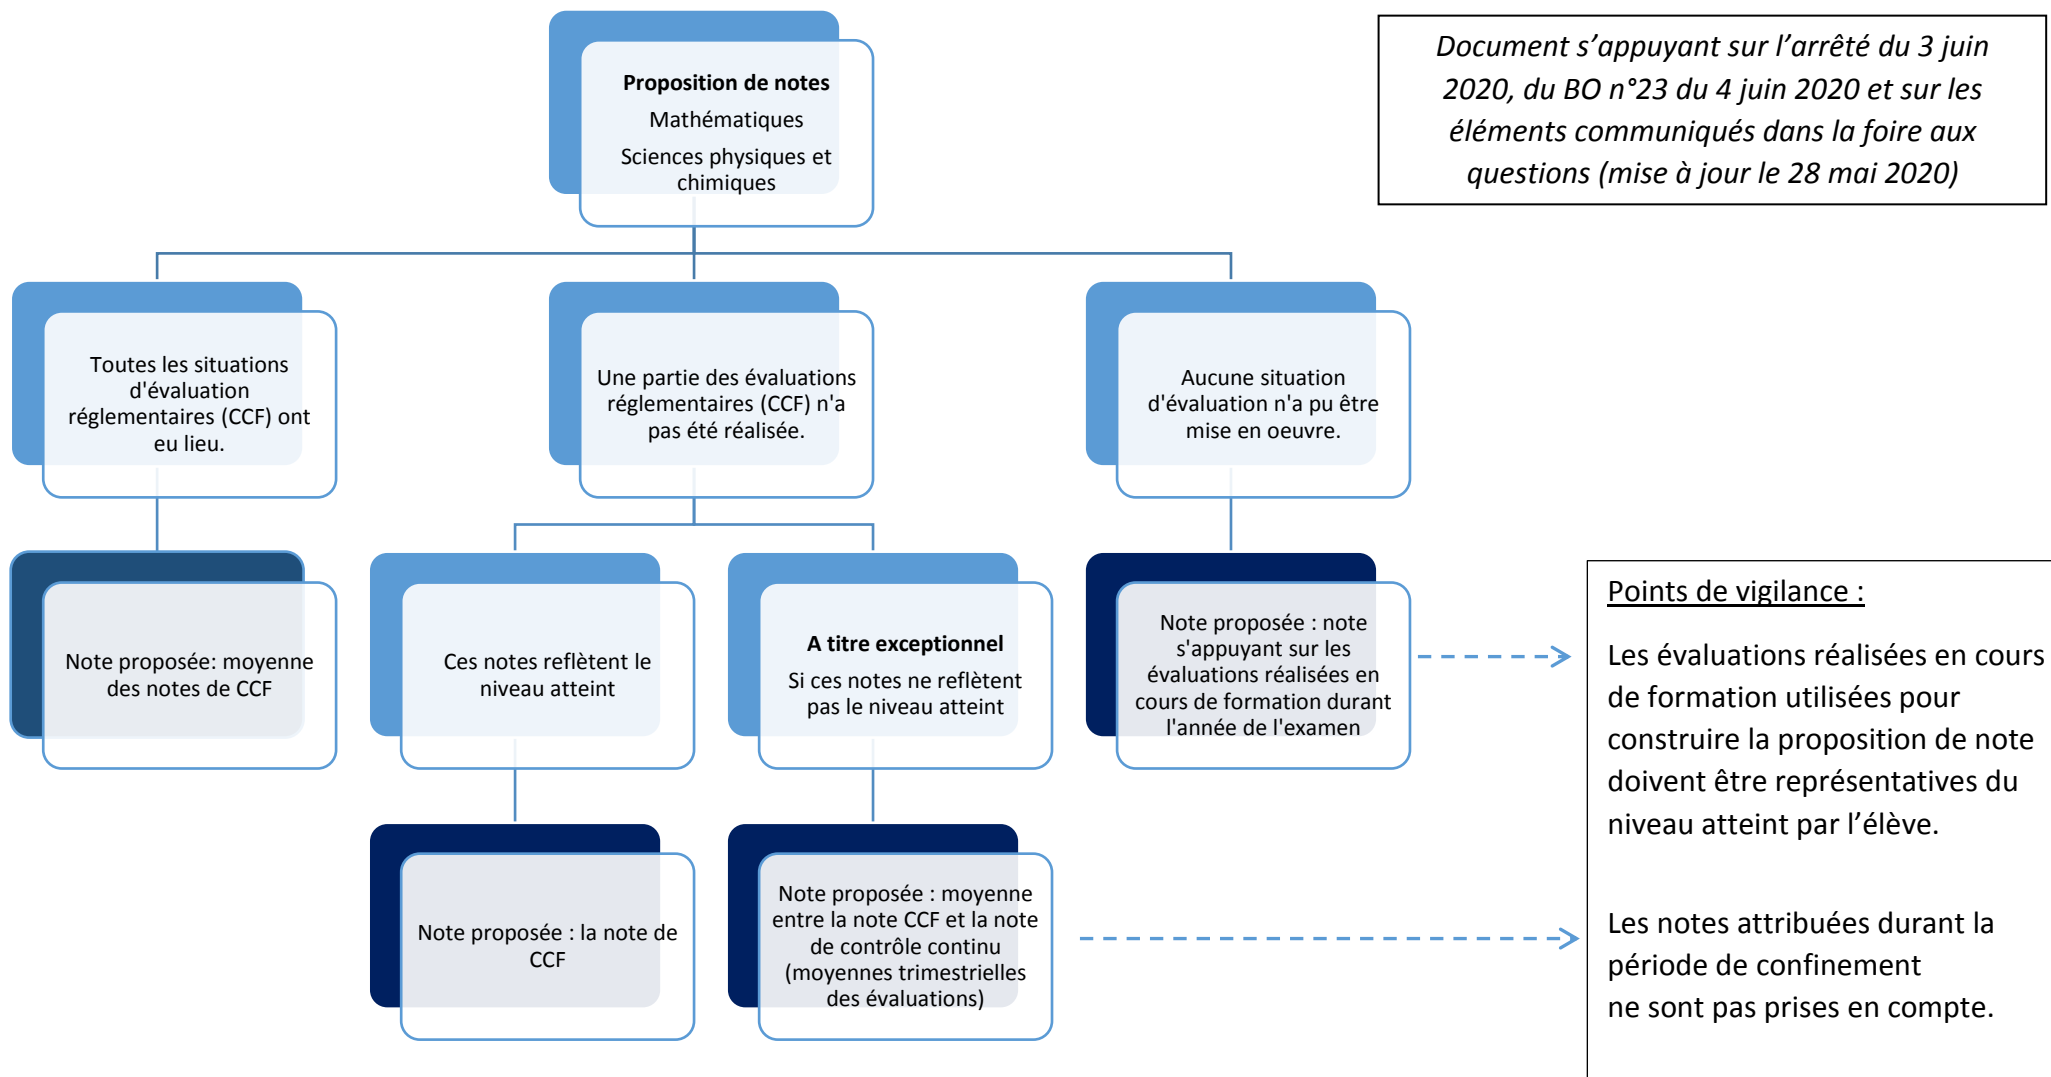 Proposition de notes
Mathématiques
Sciences physiques et
chimiques
Document s'appuyant sur l'arrêté du 3 juin
2020, du BO n°23 du 4 juin 2020 et sur les
éléments communiqués dans la foire aux
questions (mise à jour le 28 mai 2020)
Toutes les situations
d'évaluation
réglementaires (CCF) ont
eu lieu.
Une partie des évaluations
réglementaires (CCF) n'a
pas été réalisée.
Aucune situation
d'évaluation n'a pu être
mise en oeuvre.
Note proposée: moyenne
des notes de CCF
Ces notes reflètent le
niveau atteint
A titre exceptionnel
Si ces notes ne reflètent
pas le niveau atteint
Note proposée : note
s'appuyant sur les
évaluations réalisées en
cours de formation durant
l'année de l'examen
Note proposée : la note de
CCF
Note proposée : moyenne
entre la note CCF et la note
de contrôle continu
(moyennes trimestrielles
des évaluations)
Points de vigilance :
Les évaluations réalisées en cours
de formation utilisées pour
construire la proposition de note
doivent être représentatives du
niveau atteint par l'élève.
Les notes attribuées durant la
période de confinement
ne sont pas prises en compte.